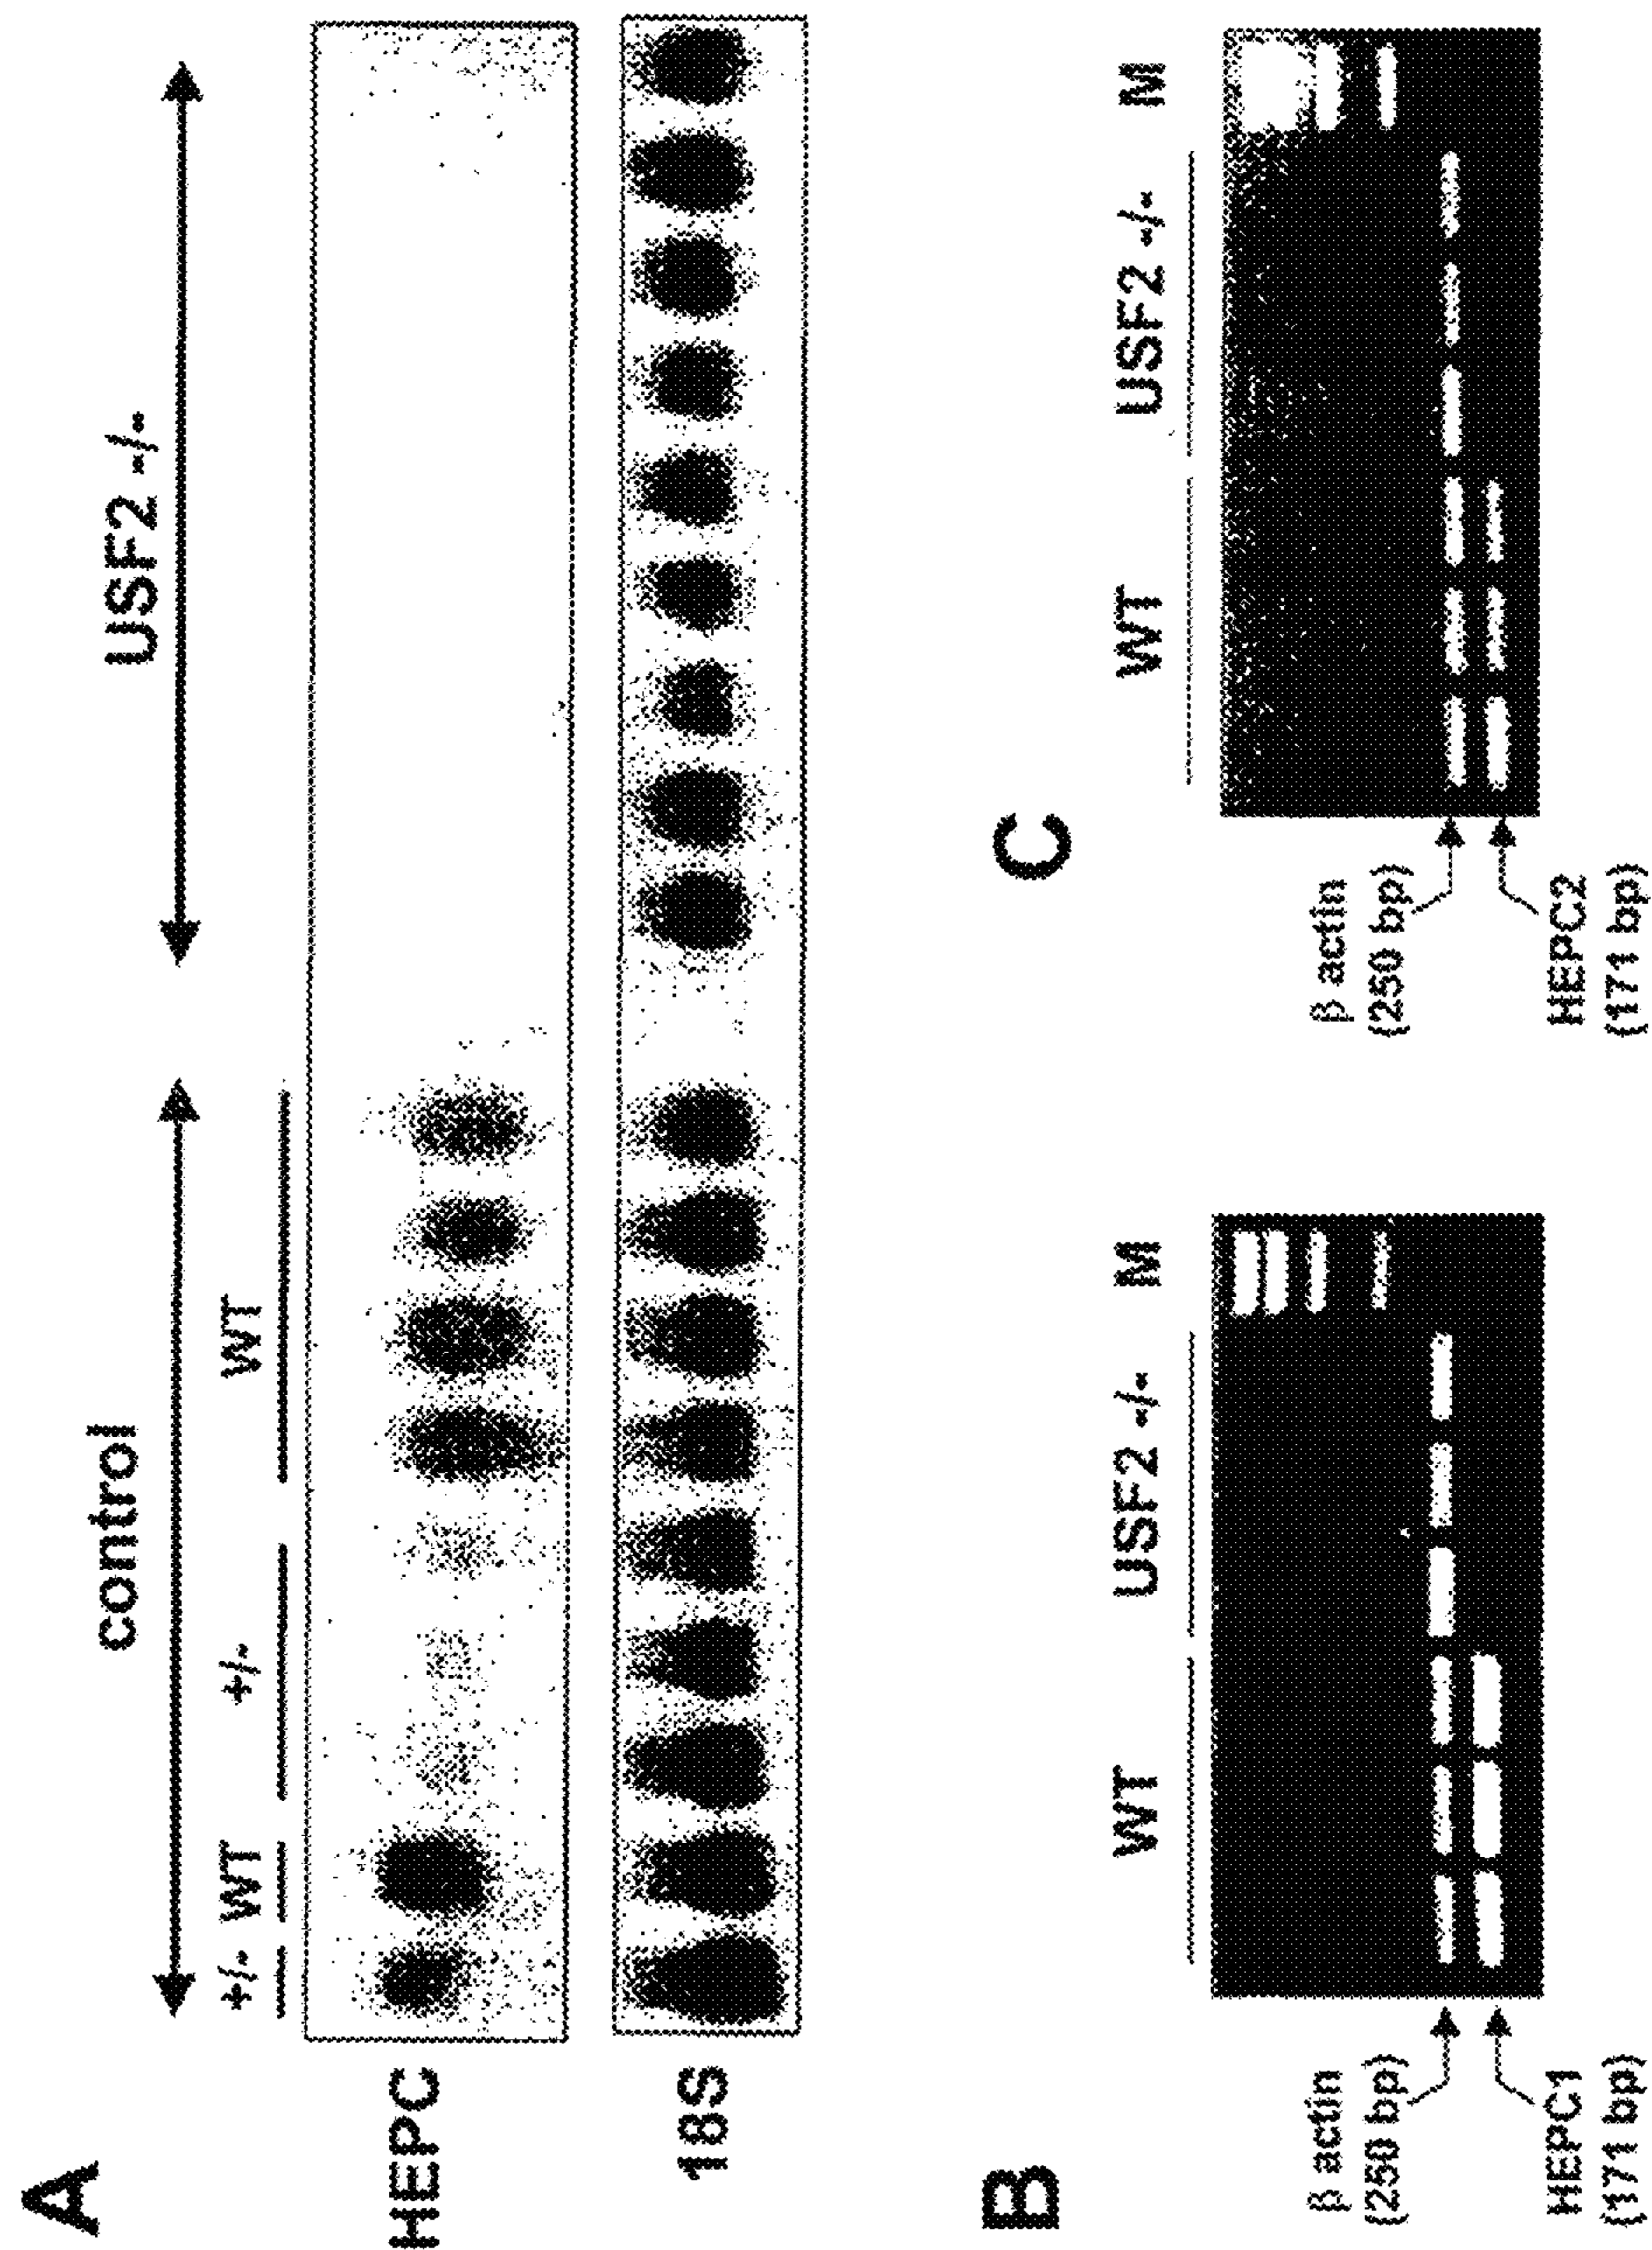 A
control
USF2 -/-
+/- WT +/- WT
HEPC
18S
B
WT USF2 -/- M
β actin
(250 bp)
HEPC1
(171 bp)
C
WT USF2 -/- M
β actin
(250 bp)
HEPC2
(171 bp)